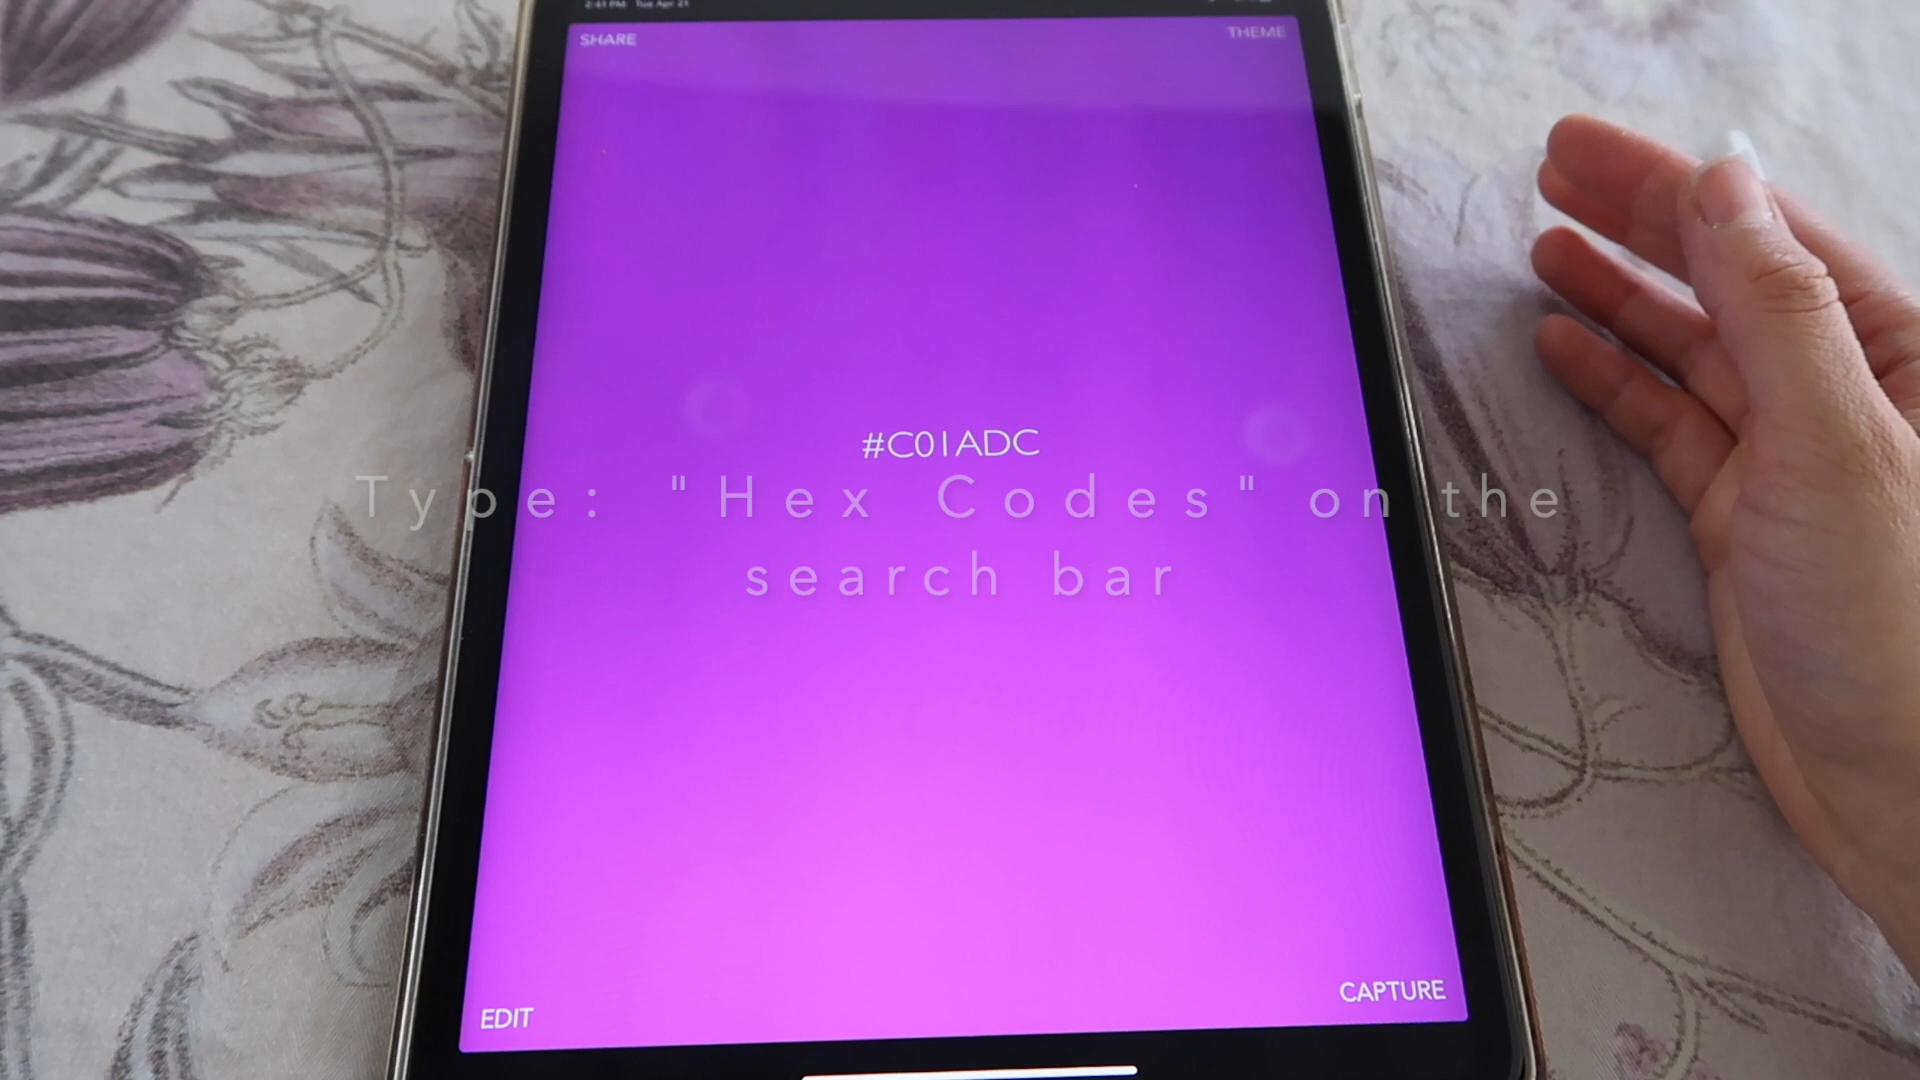 2:41 PM Tue Apr 21
SHARE
THEME
#C01ADC
Type: "Hex Codes" on the
search bar
EDIT
CAPTURE